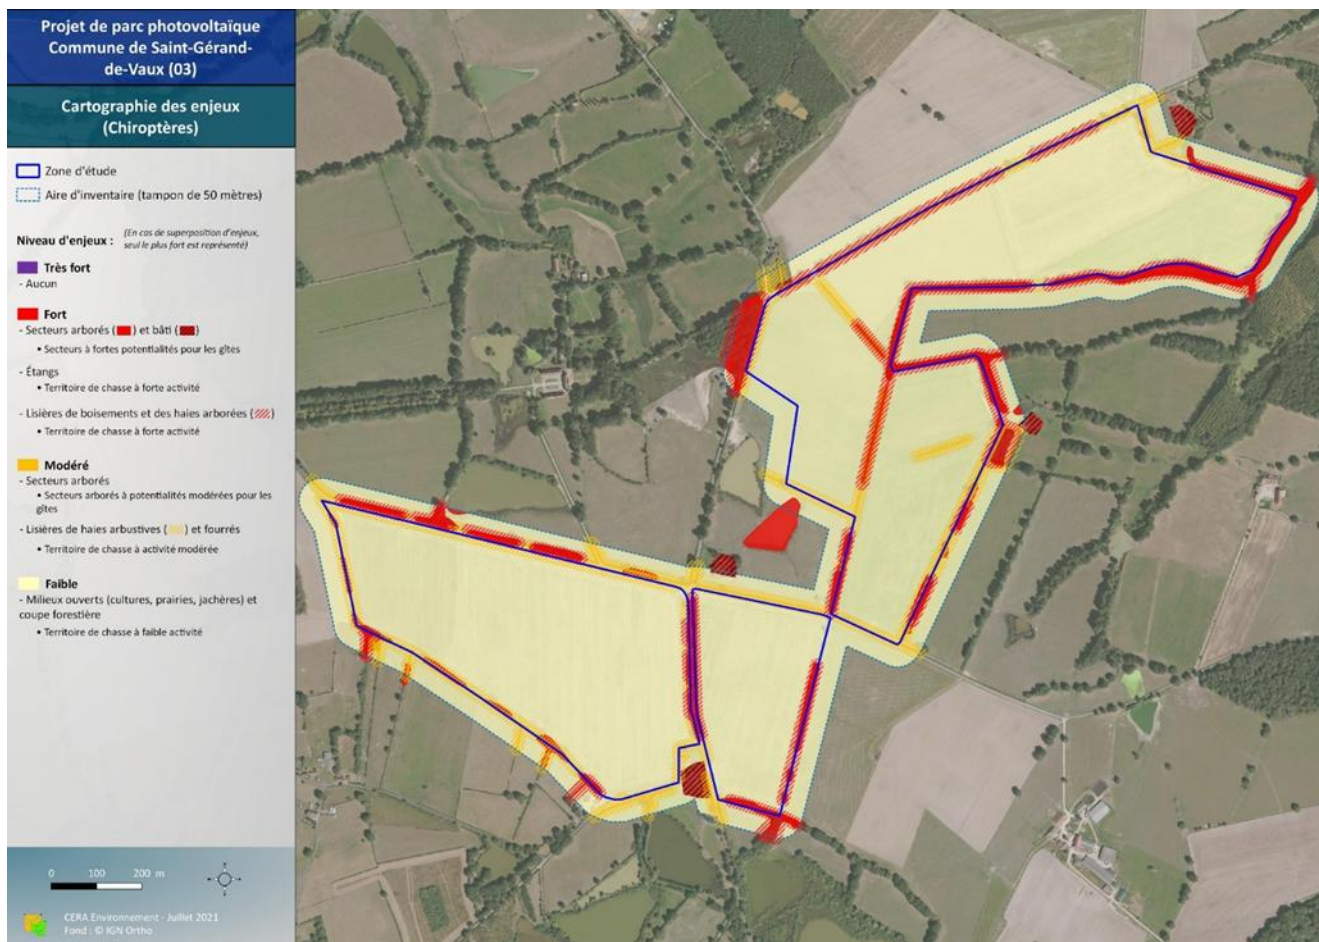 Projet de parc photovoltaïque
Commune de Saint-Gérand-
de-Vaux (03)
Cartographie des enjeux
(Chiroptères)
Zone d'étude
Aire d'inventaire (tampon de 50 mètres)
Niveau d'enjeux : (En cas de superposition d'enjeux,
seul le plus fort est représenté)
Très fort
- Aucun
Fort
- Secteurs arborés ( ) et bâti ( )
• Secteurs à fortes potentialités pour les gîtes
- Étangs
• Territoire de chasse à forte activité
- Lisières de boisements et des haies arborées ( )
• Territoire de chasse à forte activité
Modéré
- Secteurs arborés
• Secteurs arborés à potentialités modérées pour les
gîtes
- Lisières de haies arbustives ( ) et fourrés
• Territoire de chasse à activité modérée
Faible
- Milieux ouverts (cultures, prairies, jachères) et
coupe forestière
• Territoire de chasse à faible activité
0 100 200 m
CERA Environnement - Juillet 2021
Fond : © IGN Ortho